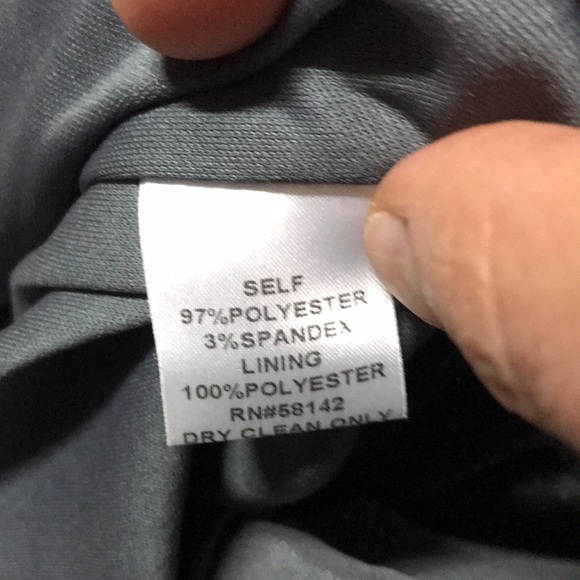 SELF
97%POLYESTER
3%SPANDEX
LINING
100%POLYESTER
RN#58142
DRY CLEAN ONLY